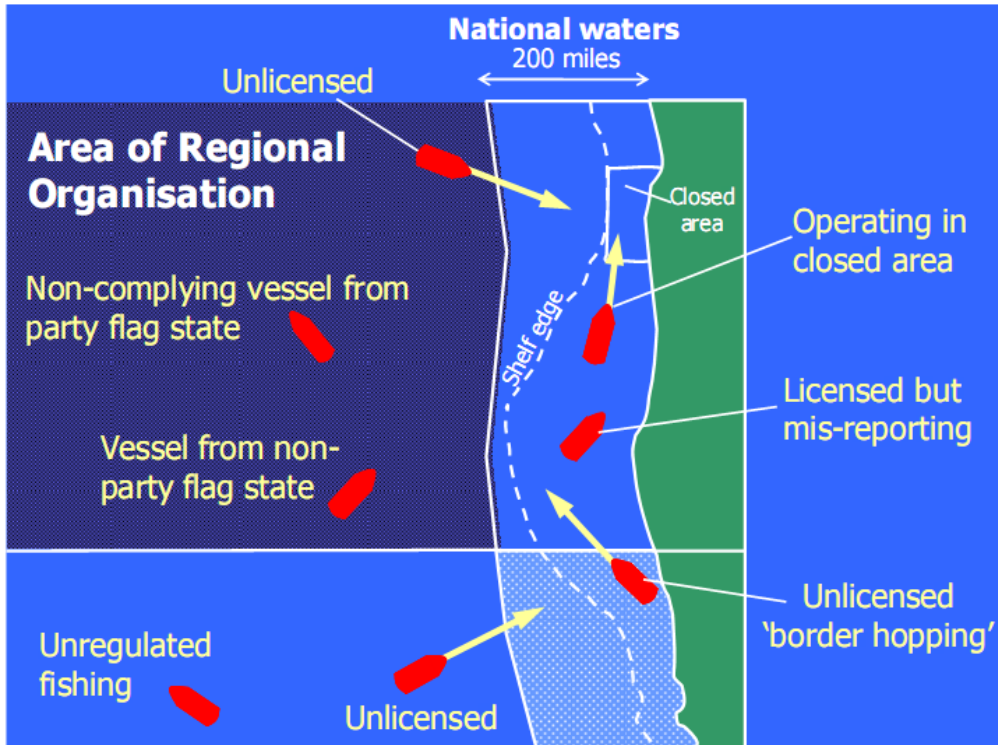 National waters
200 miles
Unlicensed
Area of Regional
Organisation
Closed
area
Operating in
closed area
Non-complying vessel from
party flag state
Shelf edge
Licensed but
mis-reporting
Vessel from non-
party flag state
Unlicensed
‘border hopping’
Unregulated
fishing
Unlicensed